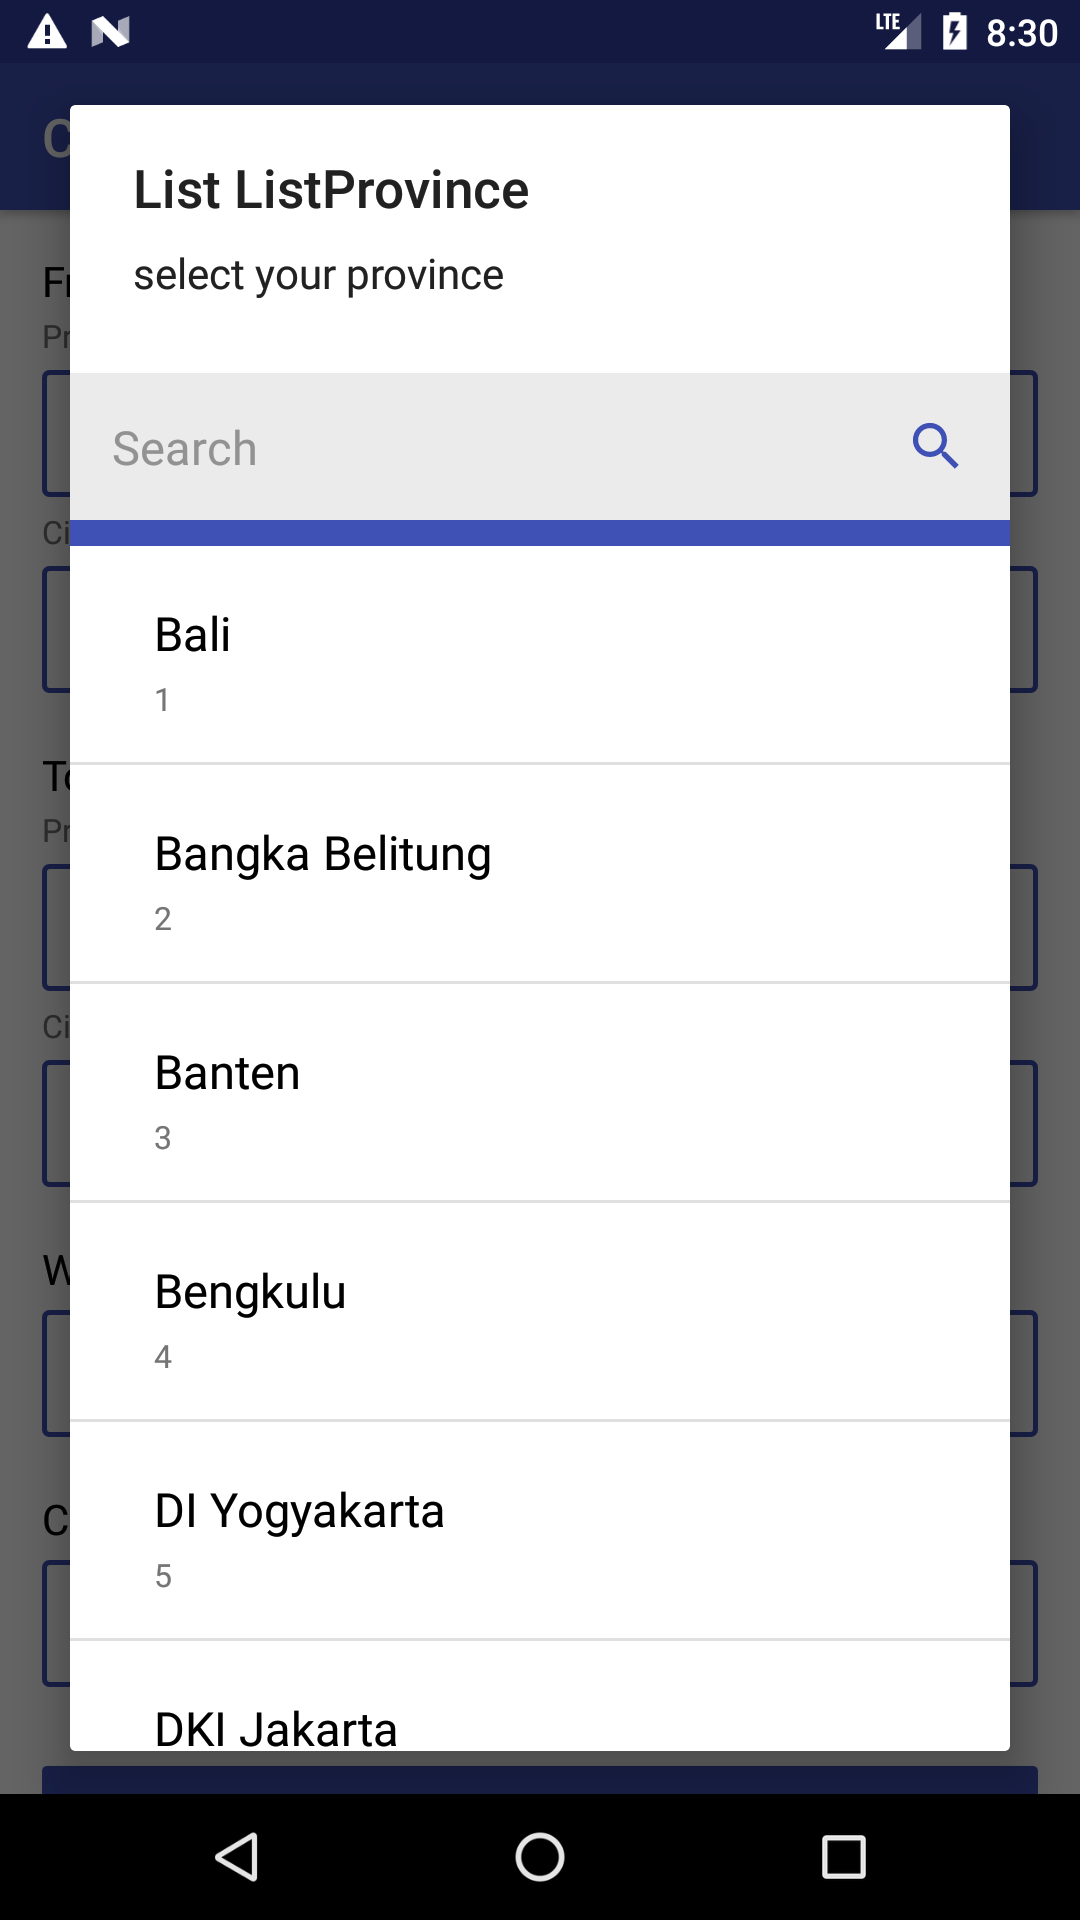 LTE 8:30
List ListProvince
select your province
Search
Bali
1
Bangka Belitung
2
Banten
3
Bengkulu
4
DI Yogyakarta
5
DKI Jakarta